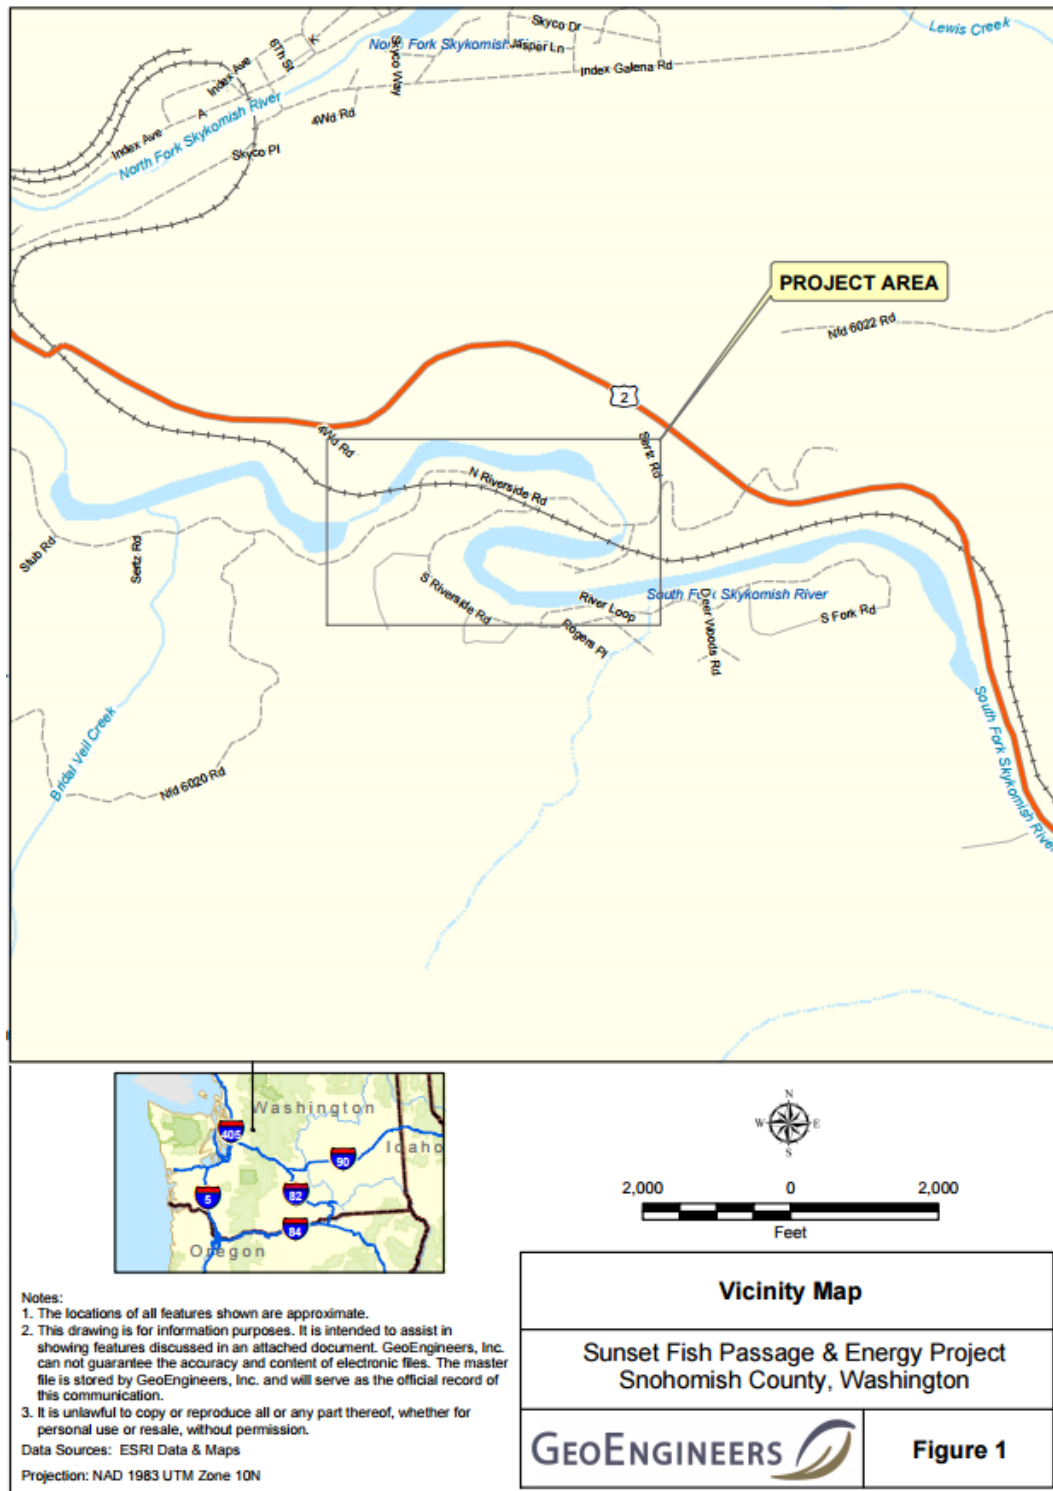 Skyco Dr
Lewis Creek
K
North Fork Skykomish River
Jasper Ln
6Th St
Skyco Way
Index Galena Rd
Index Ave
A
4Wd Rd
Index Ave
North Fork Skykomish River
Skyco Pl
PROJECT AREA
Nfd 6022 Rd
2
4Wd Rd
Sertz Rd
N Riverside Rd
Stub Rd
Sertz Rd
S Riverside Rd
River Loop
South Fork Skykomish River
Deer Woods Rd
S Fork Rd
Rogers Pl
South Fork Skykomish River
Bridal Veil Creek
Nfd 6020 Rd
Washington
405
90
Idaho
5
82
84
Oregon
N
W E
S
2,000 0 2,000
Feet
Notes:
1. The locations of all features shown are approximate.
2. This drawing is for information purposes. It is intended to assist in
showing features discussed in an attached document. GeoEngineers, Inc.
can not guarantee the accuracy and content of electronic files. The master
file is stored by GeoEngineers, Inc. and will serve as the official record of
this communication.
3. It is unlawful to copy or reproduce all or any part thereof, whether for
personal use or resale, without permission.
Data Sources: ESRI Data & Maps
Projection: NAD 1983 UTM Zone 10N
Vicinity Map
Sunset Fish Passage & Energy Project
Snohomish County, Washington
GEOENGINEERS
Figure 1